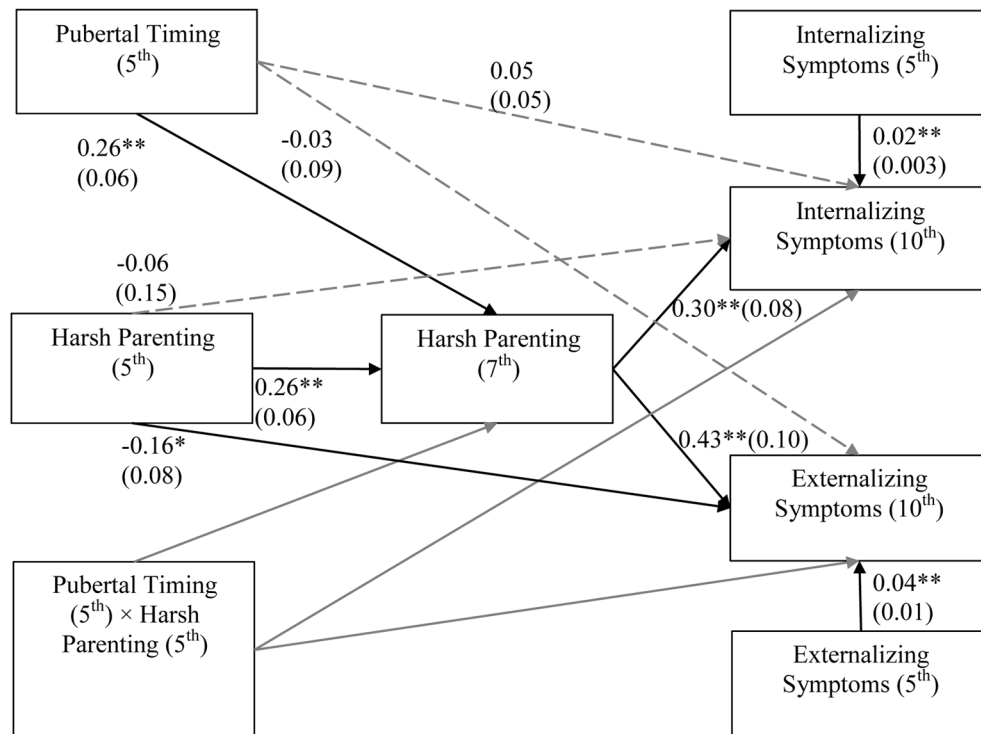 Pubertal Timing
(5th)
Internalizing
Symptoms (5th)
0.05
(0.05)
0.26**
(0.06)
-0.03
(0.09)
0.02**
(0.003)
Internalizing
Symptoms (10th)
-0.06
(0.15)
0.30**(0.08)
Harsh Parenting
(5th)
Harsh Parenting
(7th)
0.26**
(0.06)
-0.16*
(0.08)
0.43**(0.10)
Externalizing
Symptoms (10th)
Pubertal Timing
(5th) × Harsh
Parenting (5th)
0.04**
(0.01)
Externalizing
Symptoms (5th)